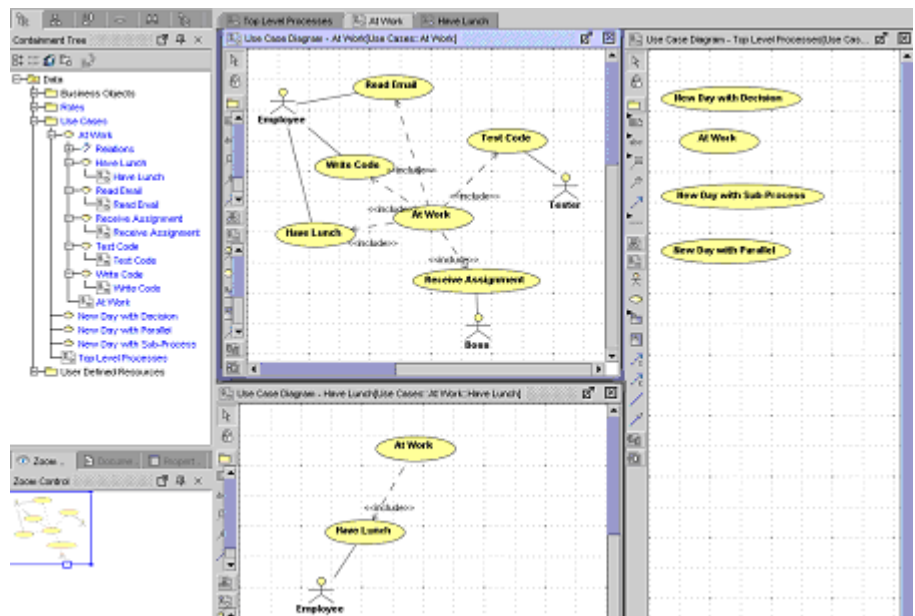 Containment Tree
Data
Business Objects
Roles
Use Cases
At Work
Relations
Have Lunch
Have Lunch
Read Email
Read Email
Receive Assignment
Receive Assignment
Test Code
Test Code
Write Code
Write Code
At Work
New Day with Decision
New Day with Parallel
New Day with Sub-Process
Top Level Processes
User Defined Resources
Zoom
Docume..
Propert..
Zoom Control
Top Level Processes
At Work
Have Lunch
Use Case Diagram - At Work[Use Cases::At Work]
Read Email
Employee
Test Code
Write Code
<<include>>
Tester
<<include>>
<<include>>
At Work
Have Lunch
<<include>>
<<include>>
Receive Assignment
Boss
Use Case Diagram - Have Lunch[Use Cases::At Work::Have Lunch]
At Work
<<include>>
Have Lunch
Employee
Use Case Diagram - Top Level Processes[Use Cas...
New Day with Decision
At Work
New Day with Sub-Process
New Day with Parallel